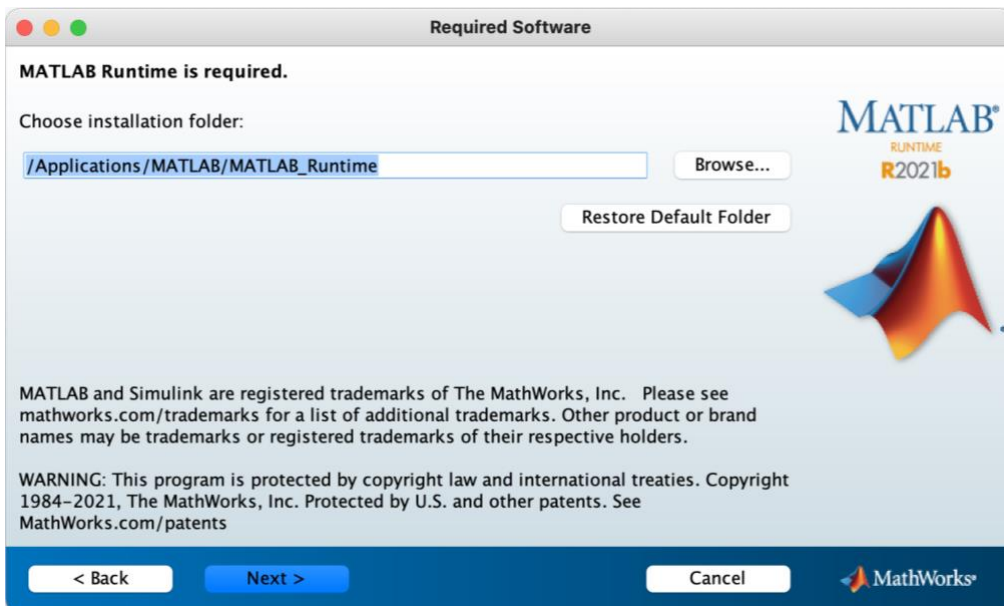 Required Software
MATLAB Runtime is required.
Choose installation folder:
/Applications/MATLAB/MATLAB_Runtime
Browse...
Restore Default Folder
MATLAB®
RUNTIME
R2021b
MATLAB and Simulink are registered trademarks of The MathWorks, Inc.   Please see
mathworks.com/trademarks for a list of additional trademarks. Other product or brand
names may be trademarks or registered trademarks of their respective holders.
WARNING: This program is protected by copyright law and international treaties. Copyright
1984–2021, The MathWorks, Inc. Protected by U.S. and other patents. See
MathWorks.com/patents
< Back
Next >
Cancel
MathWorks®